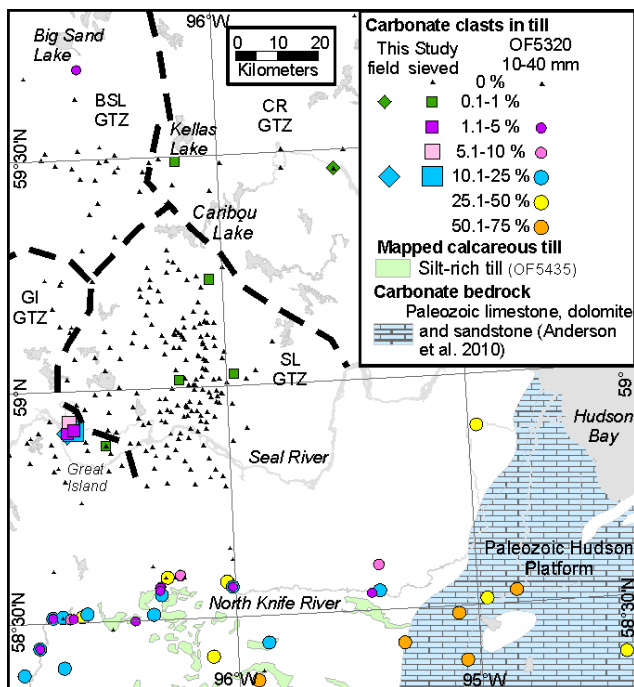 96°W
Big Sand
Lake
BSL
GTZ
0 10 20
Kilometers
CR
GTZ
Kellas
Lake
59°30'N
Caribou
Lake
GI
GTZ
SL
GTZ
59°N
59°
Hudson
Bay
Great
Island
Seal River
Paleozoic Hudson
Platform
North Knife River
58°30'N
96°W
95°W
Carbonate clasts in till
This Study OF5320
field sieved 10-40 mm
0 %
0.1-1 %
1.1-5 %
5.1-10 %
10.1-25 %
25.1-50 %
50.1-75 %
Mapped calcareous till
Silt-rich till (OF5435)
Carbonate bedrock
Paleozoic limestone, dolomite
and sandstone (Anderson
et al. 2010)